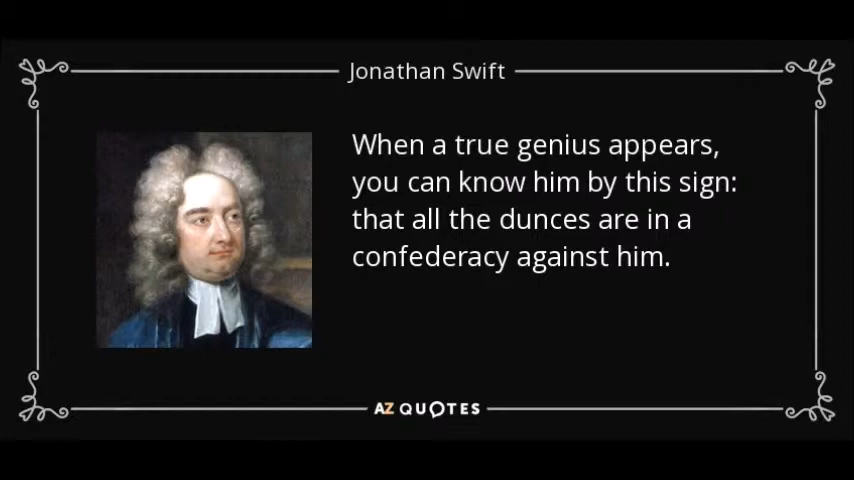 Jonathan Swift
When a true genius appears,
you can know him by this sign:
that all the dunces are in a
confederacy against him.
AZ QUOTES